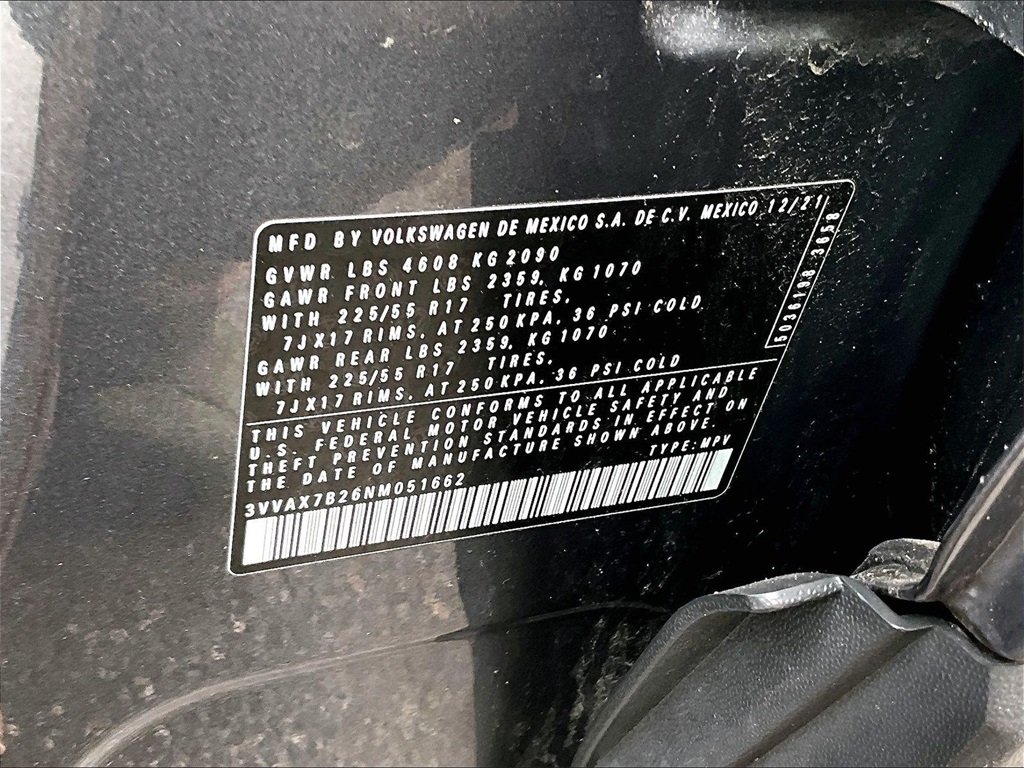 MFD BY VOLKSWAGEN DE MEXICO S.A. DE C.V. MEXICO 12/21
GVWR LBS 4608 KG 2090
GAWR FRONT LBS 2359, KG 1070
WITH 225/55 R17 TIRES,
7JX17 RIMS, AT 250 KPA, 36 PSI COLD
GAWR REAR LBS 2359, KG 1070
WITH 225/55 R17 TIRES,
7JX17 RIMS, AT 250 KPA, 36 PSI COLD
5036198 3658
THIS VEHICLE CONFORMS TO ALL APPLICABLE
U.S. FEDERAL MOTOR VEHICLE SAFETY AND
THEFT PREVENTION STANDARDS IN EFFECT ON
THE DATE OF MANUFACTURE SHOWN ABOVE.
3VVAX7B26NM051662 TYPE: MPV